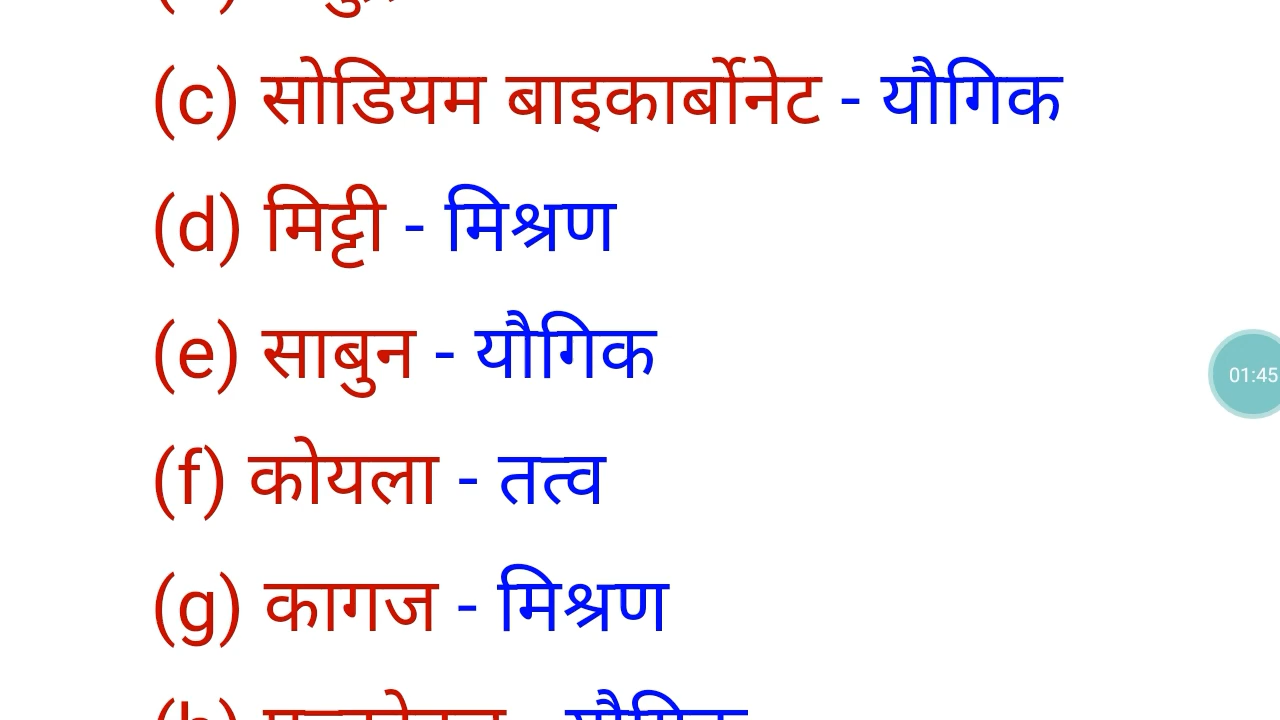 (c) सोडियम बाइकार्बोनेट - यौगिक
(d) मिट्टी - मिश्रण
(e) साबुन - यौगिक
(f) कोयला - तत्व
01:45
(g) कागज - मिश्रण
- यौगिक